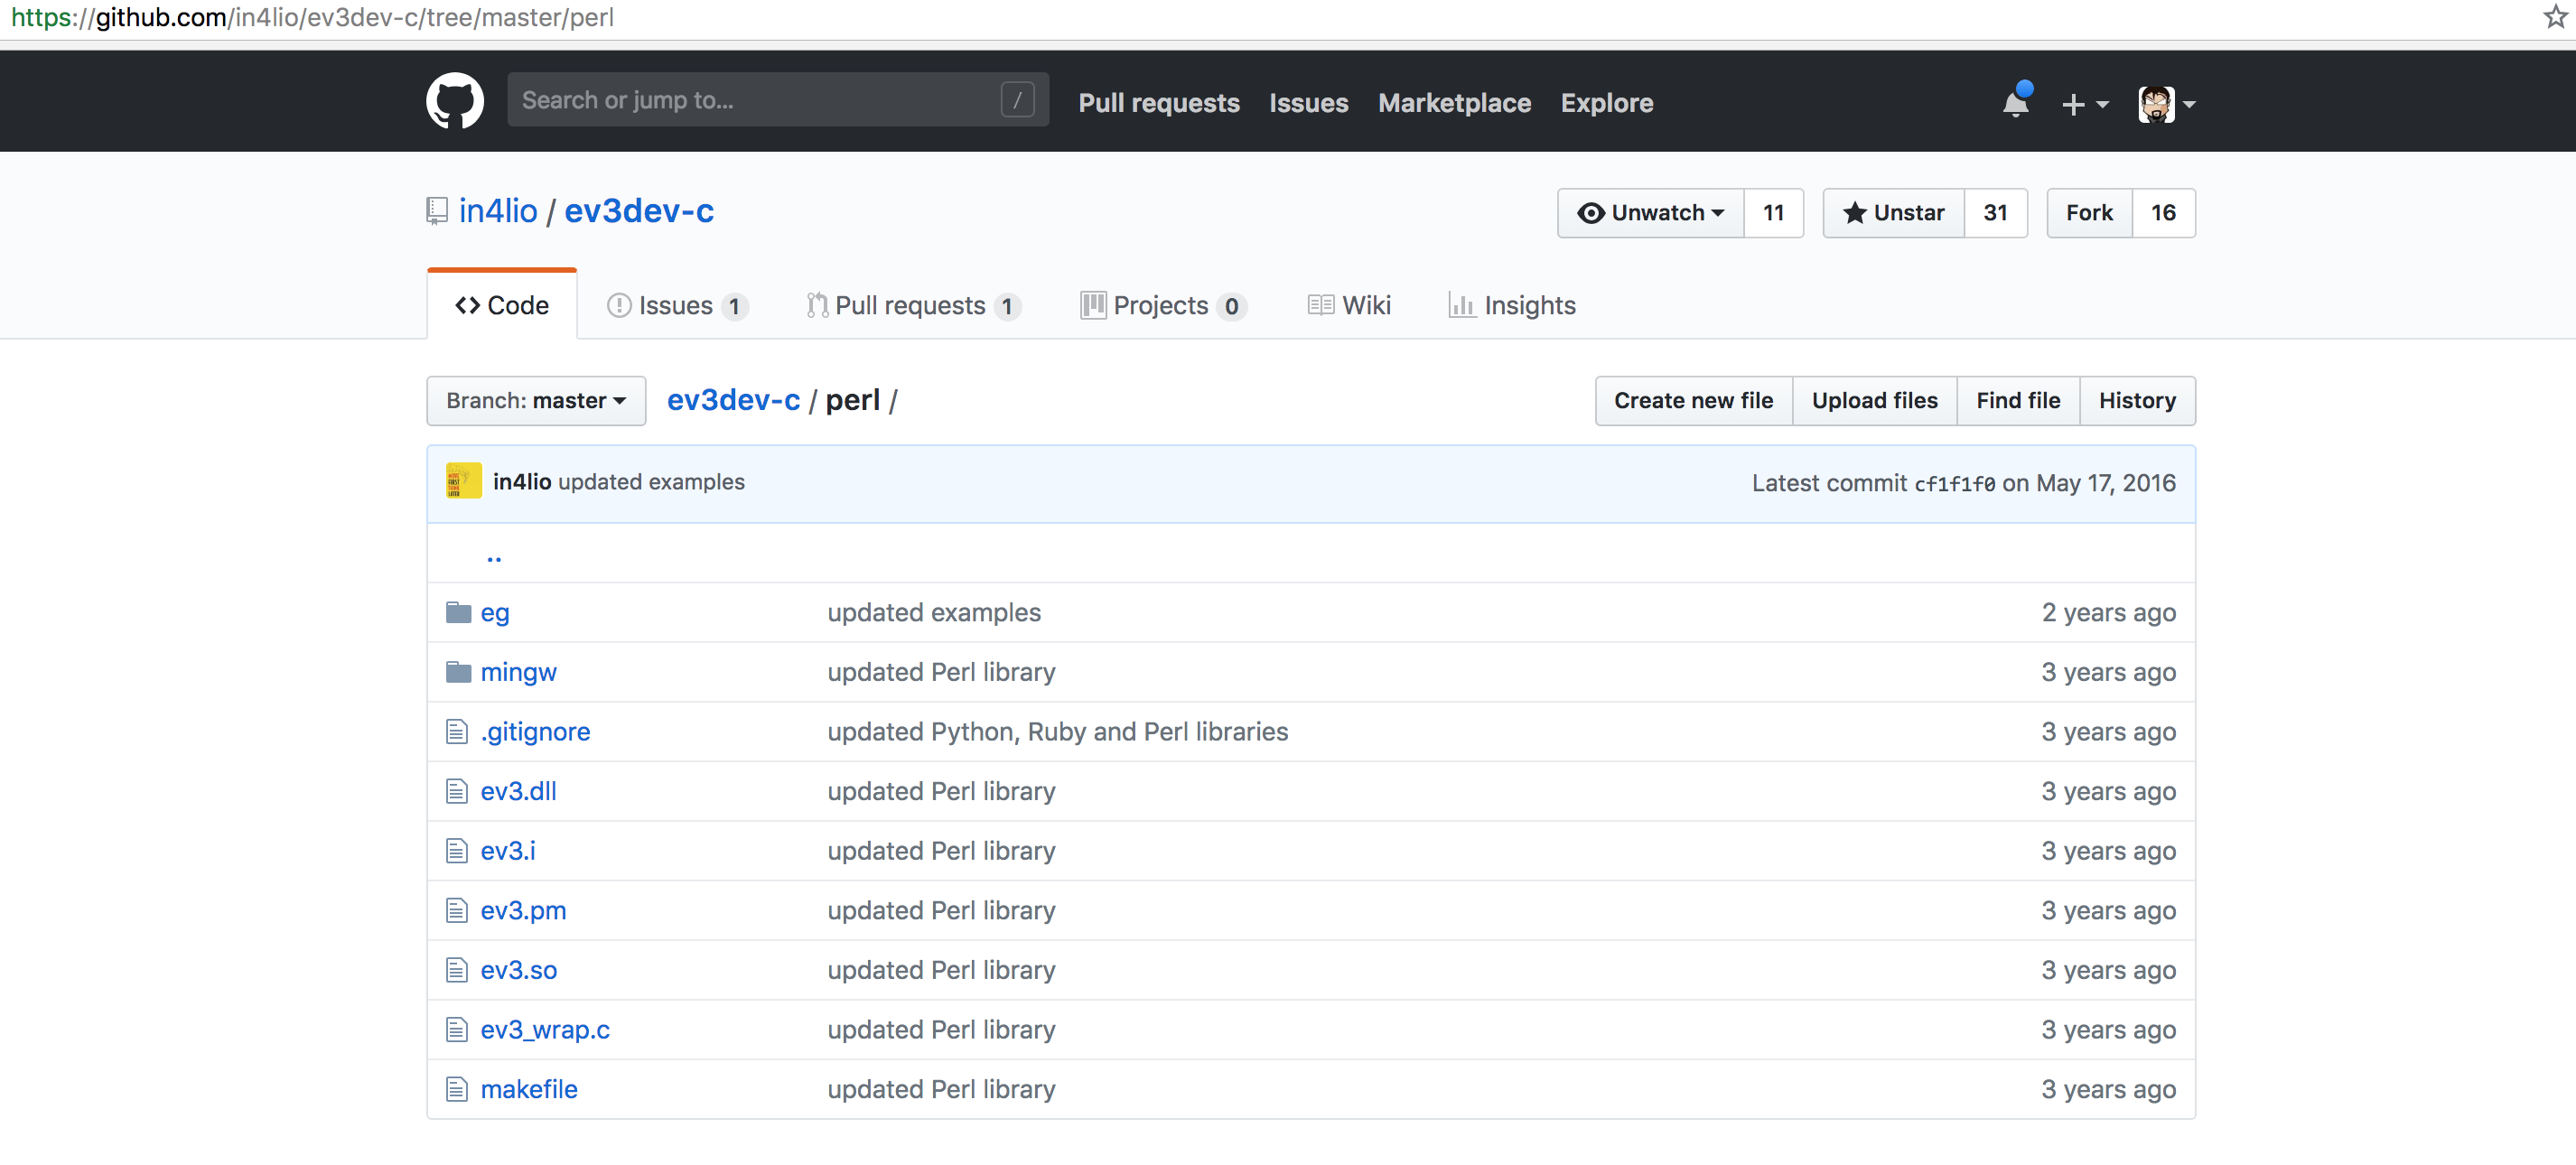 https://github.com/in4lio/ev3dev-c/tree/master/perl
Search or jump to... / Pull requests Issues Marketplace Explore
in4lio / ev3dev-c Unwatch 11 Unstar 31 Fork 16
Code Issues 1 Pull requests 1 Projects 0 Wiki Insights
Branch: master ev3dev-c / perl / Create new file Upload files Find file History
in4lio updated examples Latest commit cf1f1f0 on May 17, 2016
..
eg updated examples 2 years ago
mingw updated Perl library 3 years ago
.gitignore updated Python, Ruby and Perl libraries 3 years ago
ev3.dll updated Perl library 3 years ago
ev3.i updated Perl library 3 years ago
ev3.pm updated Perl library 3 years ago
ev3.so updated Perl library 3 years ago
ev3_wrap.c updated Perl library 3 years ago
makefile updated Perl library 3 years ago